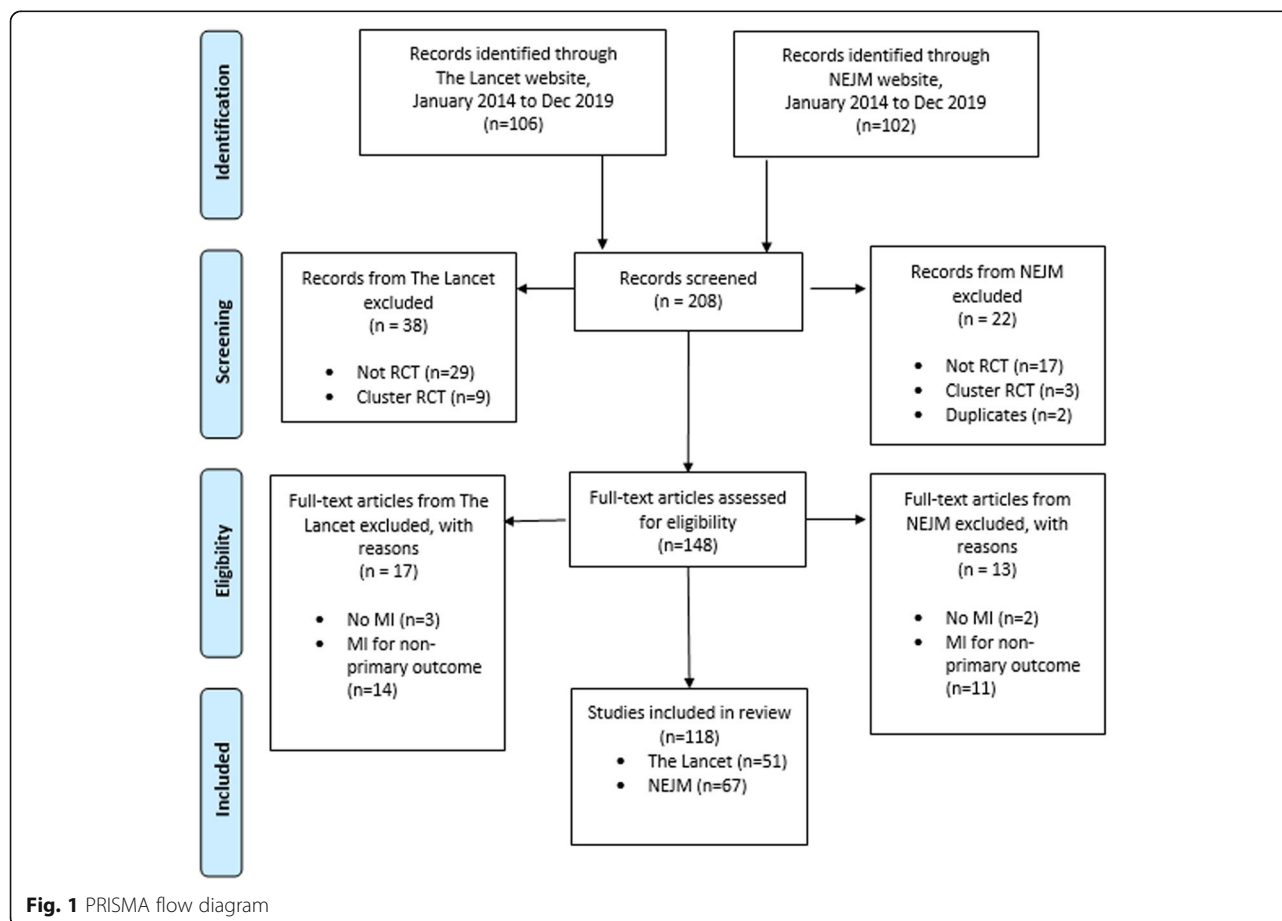 Identification
Records identified through
The Lancet website,
January 2014 to Dec 2019
(n=106)
Records identified through
NEJM website,
January 2014 to Dec 2019
(n=102)
Screening
Records from The Lancet
excluded
(n = 38)
• Not RCT (n=29)
• Cluster RCT (n=9)
Records screened
(n = 208)
Records from NEJM
excluded
(n = 22)
• Not RCT (n=17)
• Cluster RCT (n=3)
• Duplicates (n=2)
Eligibility
Full-text articles from The
Lancet excluded, with
reasons
(n = 17)
• No MI (n=3)
• MI for non-
primary outcome
(n=14)
Full-text articles assessed
for eligibility
(n=148)
Full-text articles from
NEJM excluded, with
reasons
(n = 13)
• No MI (n=2)
• MI for non-
primary outcome
(n=11)
Included
Studies included in review
(n=118)
• The Lancet (n=51)
• NEJM (n=67)
Fig. 1 PRISMA flow diagram